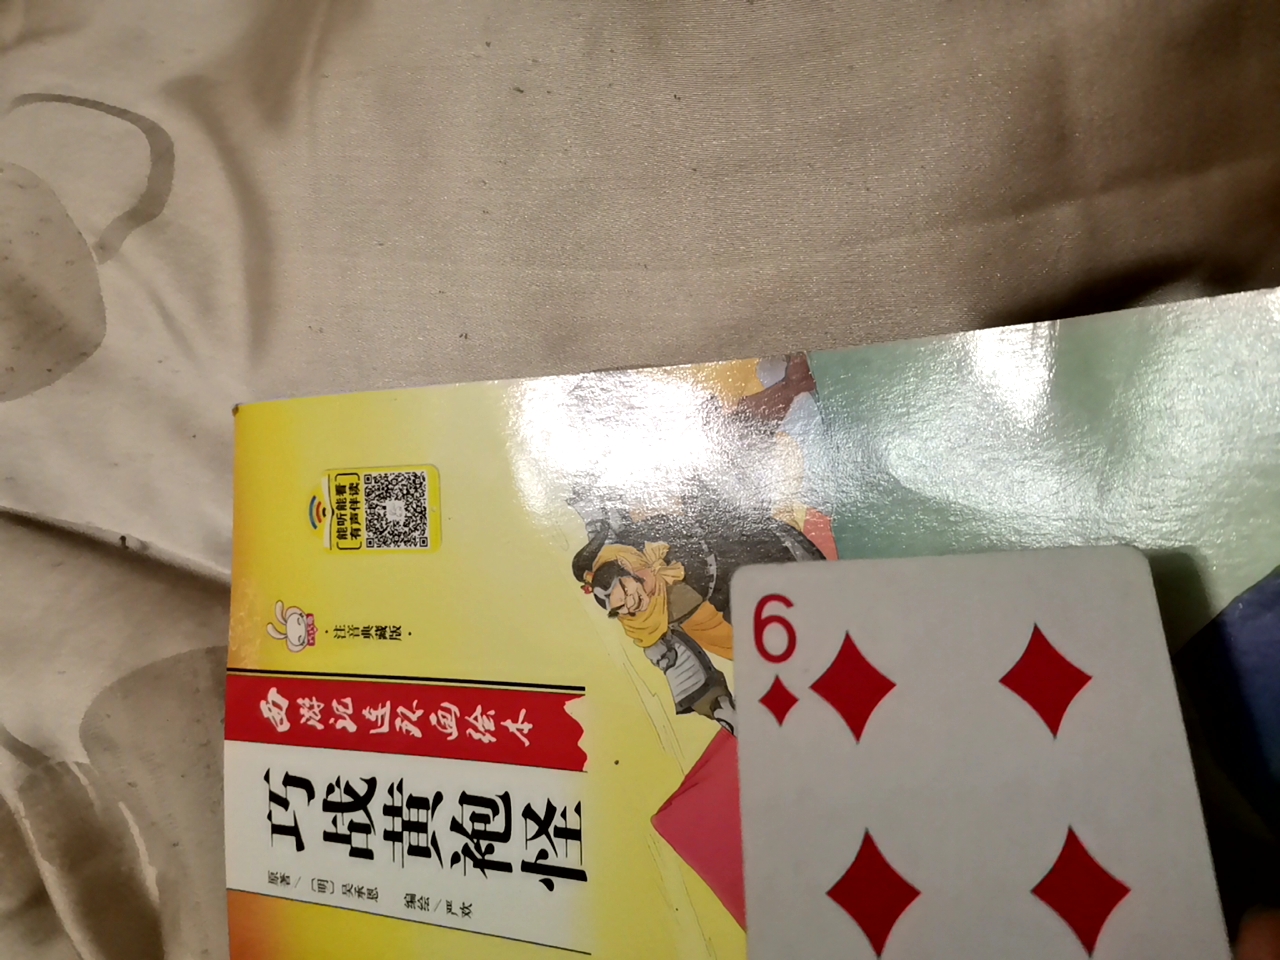 能听能看
有声伴读
·注音典藏版·
西游记连环画绘本
巧战黄袍怪
原著/〔明〕吴承恩
编绘/严欢
6